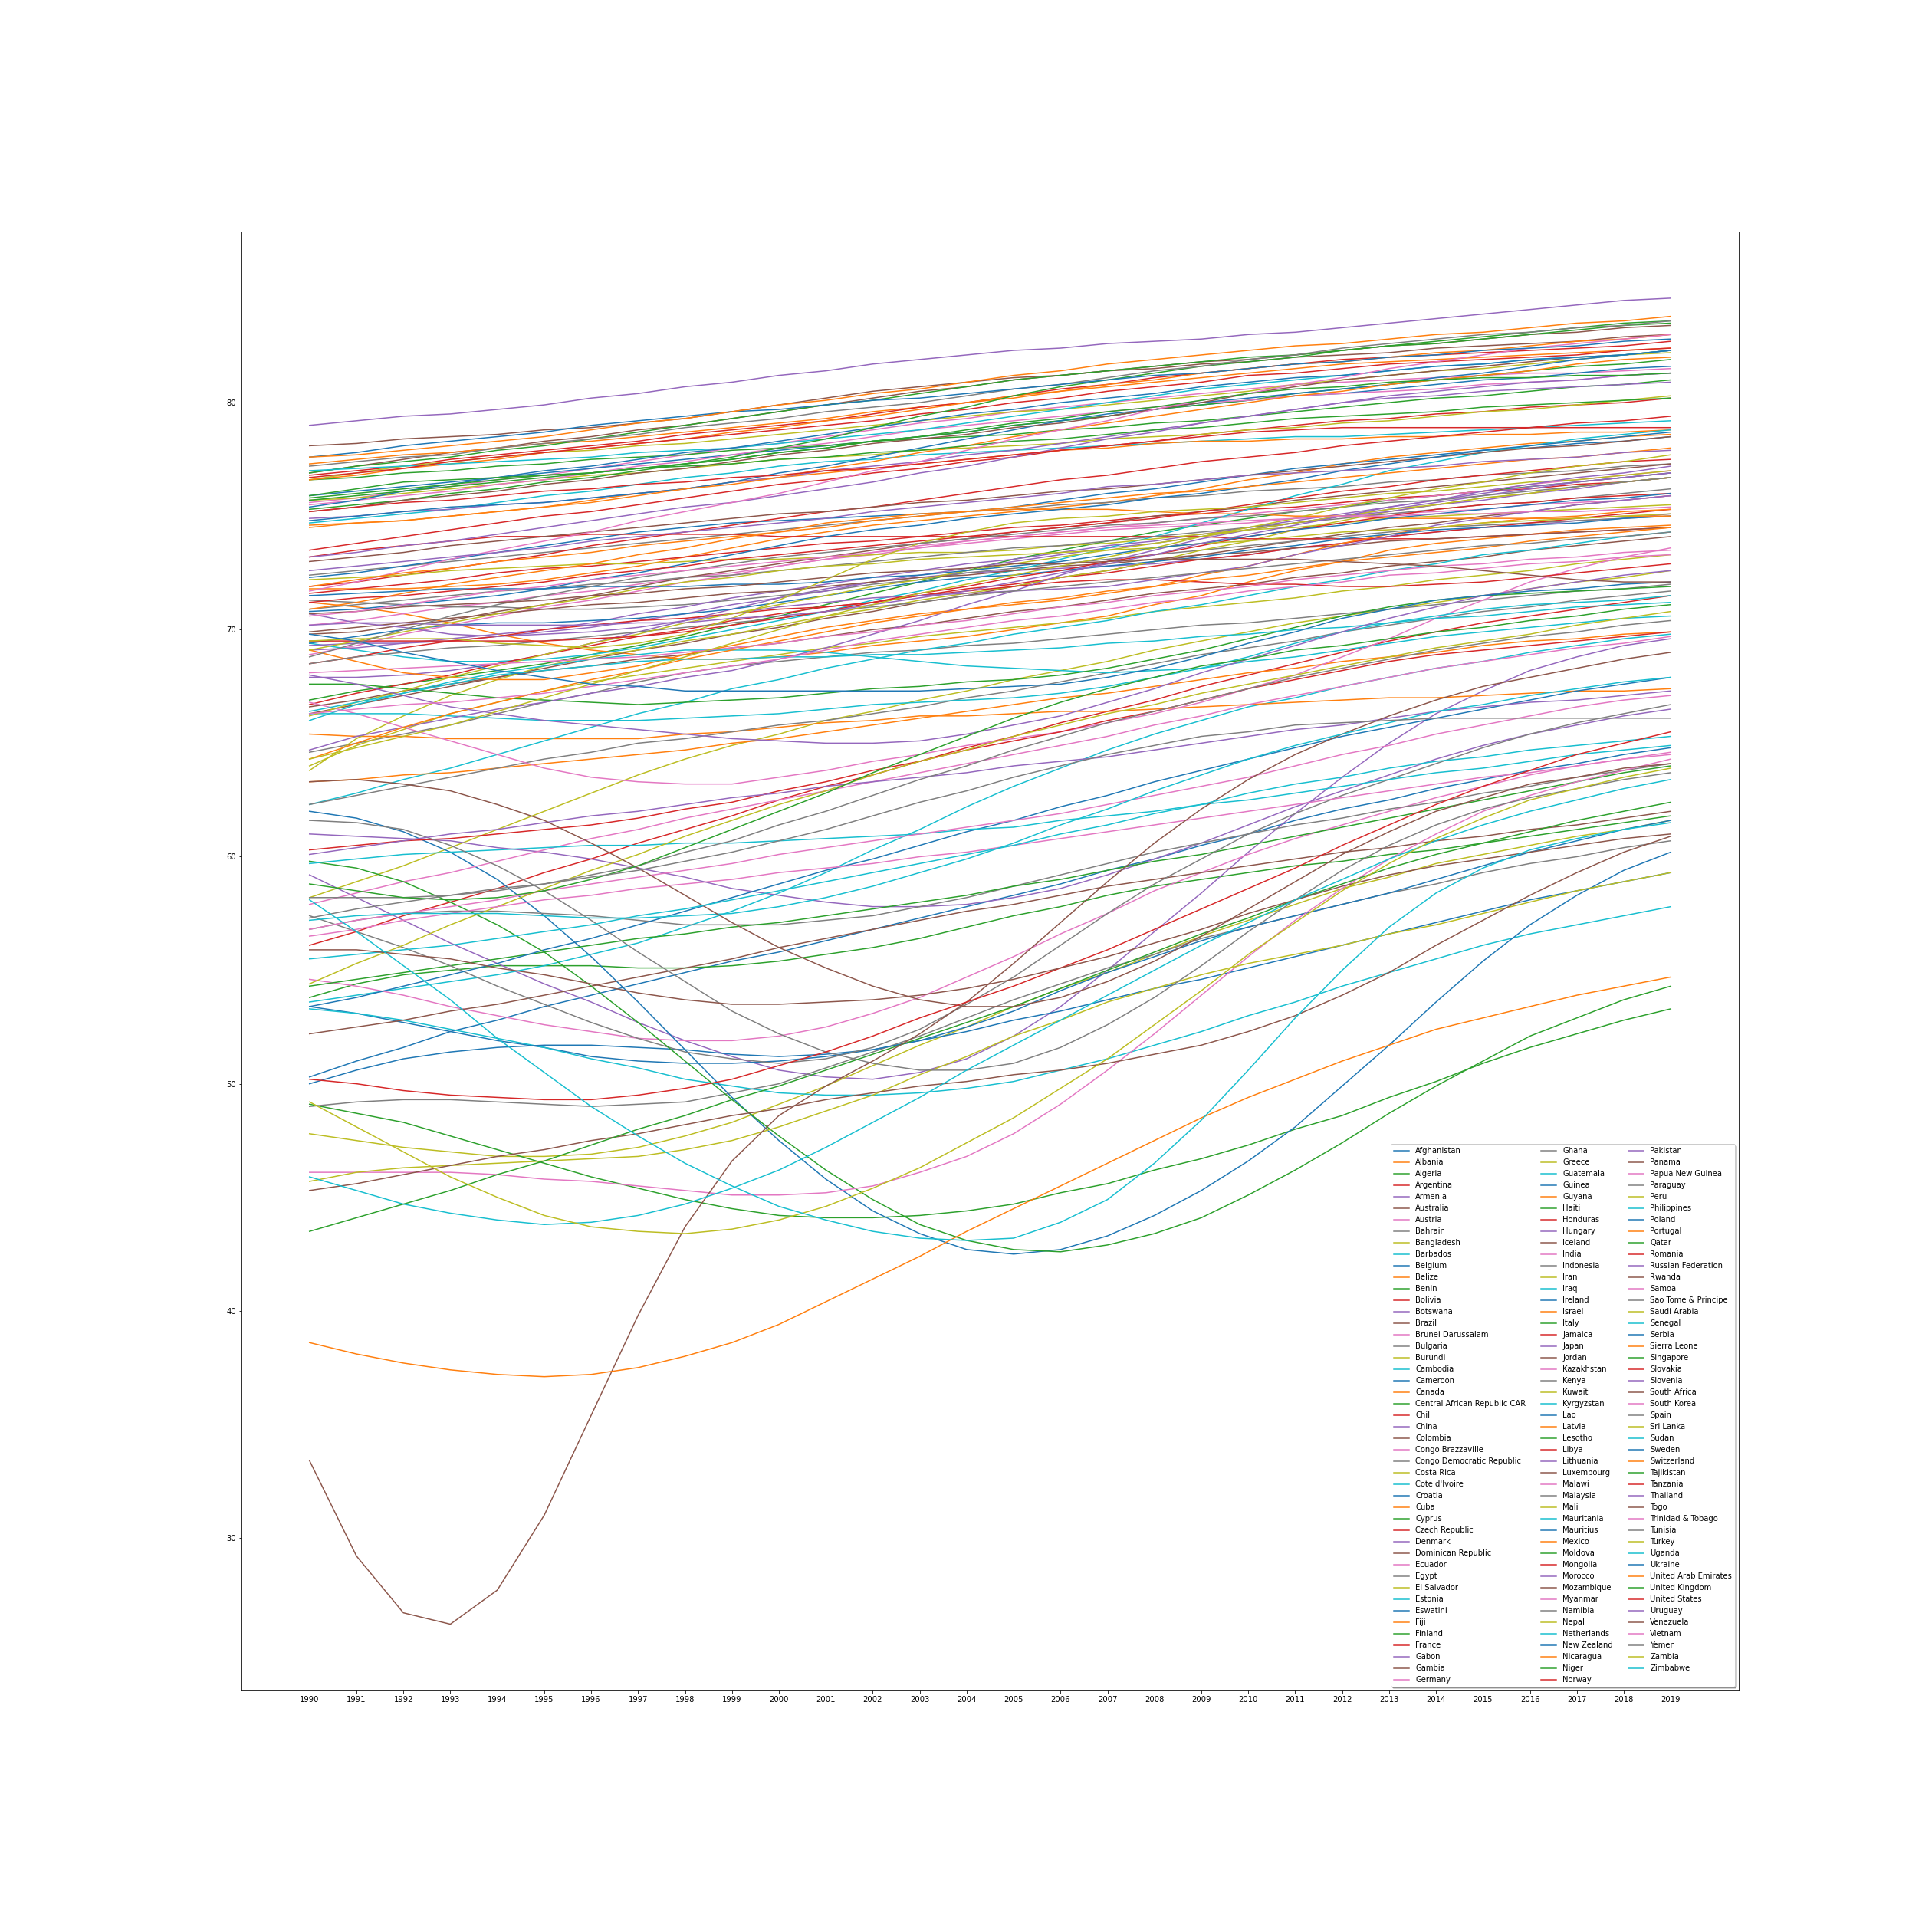 80
70
60
50
40
30
1990 1991 1992 1993 1994 1995 1996 1997 1998 1999 2000 2001 2002 2003 2004 2005 2006 2007 2008 2009 2010 2011 2012 2013 2014 2015 2016 2017 2018 2019
Afghanistan
Albania
Algeria
Argentina
Armenia
Australia
Austria
Bahrain
Bangladesh
Barbados
Belgium
Belize
Benin
Bolivia
Botswana
Brazil
Brunei Darussalam
Bulgaria
Burundi
Cambodia
Cameroon
Canada
Central African Republic CAR
Chili
China
Colombia
Congo Brazzaville
Congo Democratic Republic
Costa Rica
Cote d'Ivoire
Croatia
Cuba
Cyprus
Czech Republic
Denmark
Dominican Republic
Ecuador
Egypt
El Salvador
Estonia
Eswatini
Fiji
Finland
France
Gabon
Gambia
Germany
Ghana
Greece
Guatemala
Guinea
Guyana
Haiti
Honduras
Hungary
Iceland
India
Indonesia
Iran
Iraq
Ireland
Israel
Italy
Jamaica
Japan
Jordan
Kazakhstan
Kenya
Kuwait
Kyrgyzstan
Lao
Latvia
Lesotho
Libya
Lithuania
Luxembourg
Malawi
Malaysia
Mali
Mauritania
Mauritius
Mexico
Moldova
Mongolia
Morocco
Mozambique
Myanmar
Namibia
Nepal
Netherlands
New Zealand
Nicaragua
Niger
Norway
Pakistan
Panama
Papua New Guinea
Paraguay
Peru
Philippines
Poland
Portugal
Qatar
Romania
Russian Federation
Rwanda
Samoa
Sao Tome & Principe
Saudi Arabia
Senegal
Serbia
Sierra Leone
Singapore
Slovakia
Slovenia
South Africa
South Korea
Spain
Sri Lanka
Sudan
Sweden
Switzerland
Tajikistan
Tanzania
Thailand
Togo
Trinidad & Tobago
Tunisia
Turkey
Uganda
Ukraine
United Arab Emirates
United Kingdom
United States
Uruguay
Venezuela
Vietnam
Yemen
Zambia
Zimbabwe